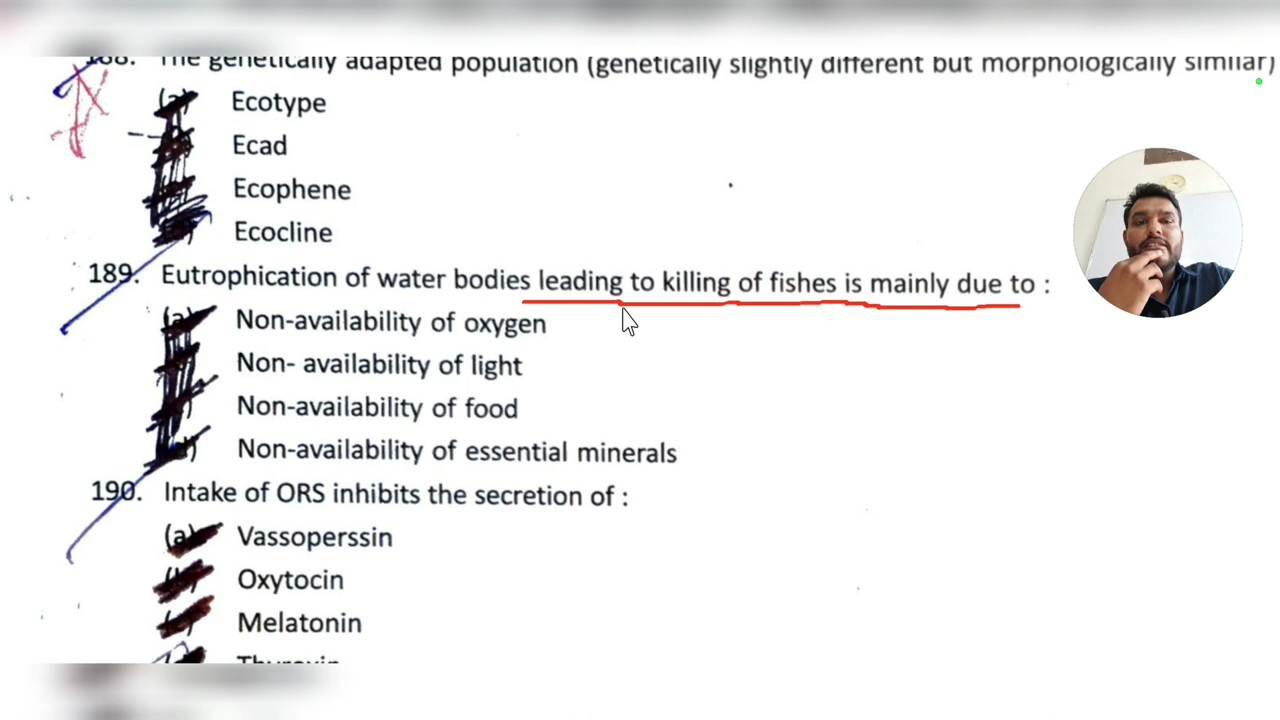 188. The genetically adapted population (genetically slightly different but morphologically similar)
(a) Ecotype
Ecad
Ecophene
Ecocline
189. Eutrophication of water bodies leading to killing of fishes is mainly due to :
(a) Non-availability of oxygen
Non- availability of light
Non-availability of food
Non-availability of essential minerals
190. Intake of ORS inhibits the secretion of :
(a) Vassoperssin
Oxytocin
Melatonin
Thyroxin